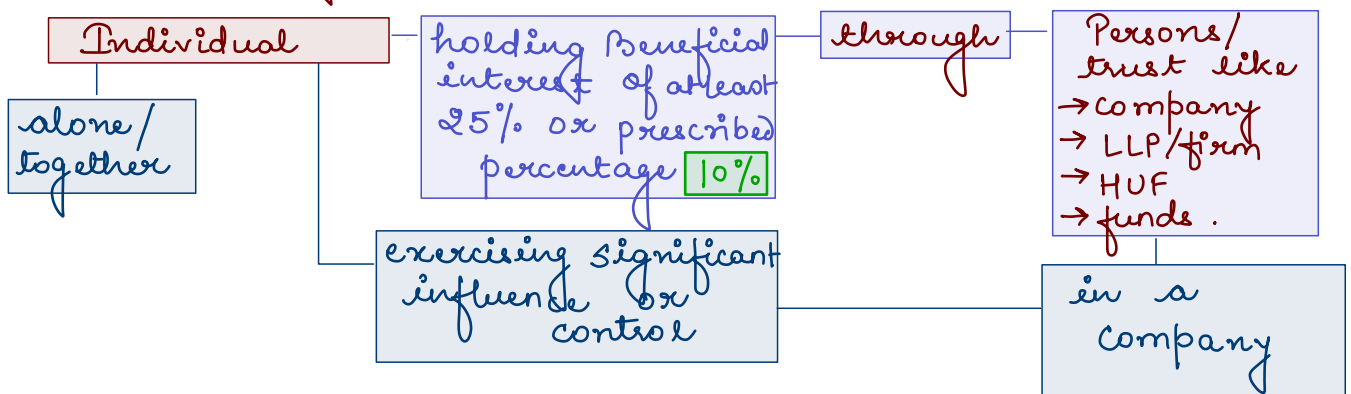 Individual
alone/
together
holding Beneficial
interest of atleast
25% or prescribed
percentage 10%
through
Persons/
trust like
→ company
→ LLP/firm
→ HUF
→ funds.
exercising significant
influence or
control
in a
company